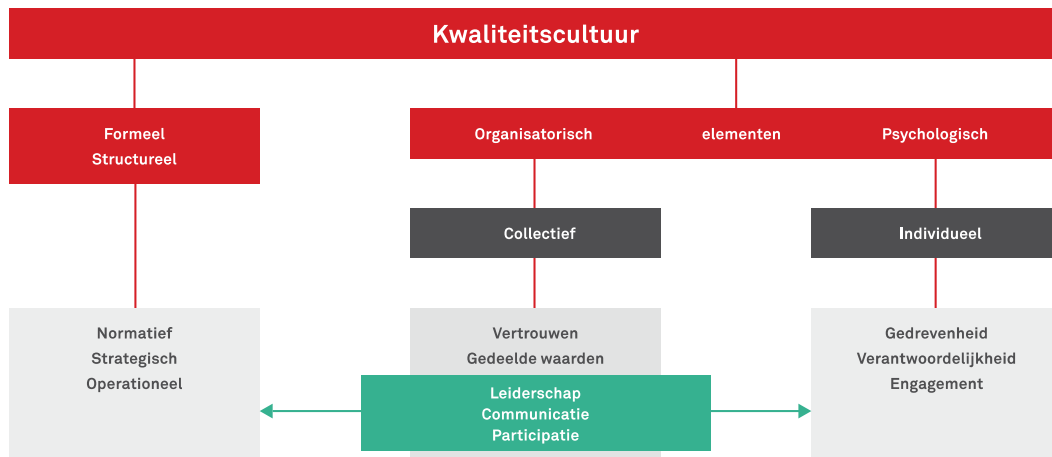 Kwaliteitscultuur
Formeel
Structureel
Organisatorisch elementen Psychologisch
Collectief
Individueel
Normatief
Strategisch
Operationeel
Vertrouwen
Gedeelde waarden
Leiderschap
Communicatie
Participatie
Gedrevenheid
Verantwoordelijkheid
Engagement